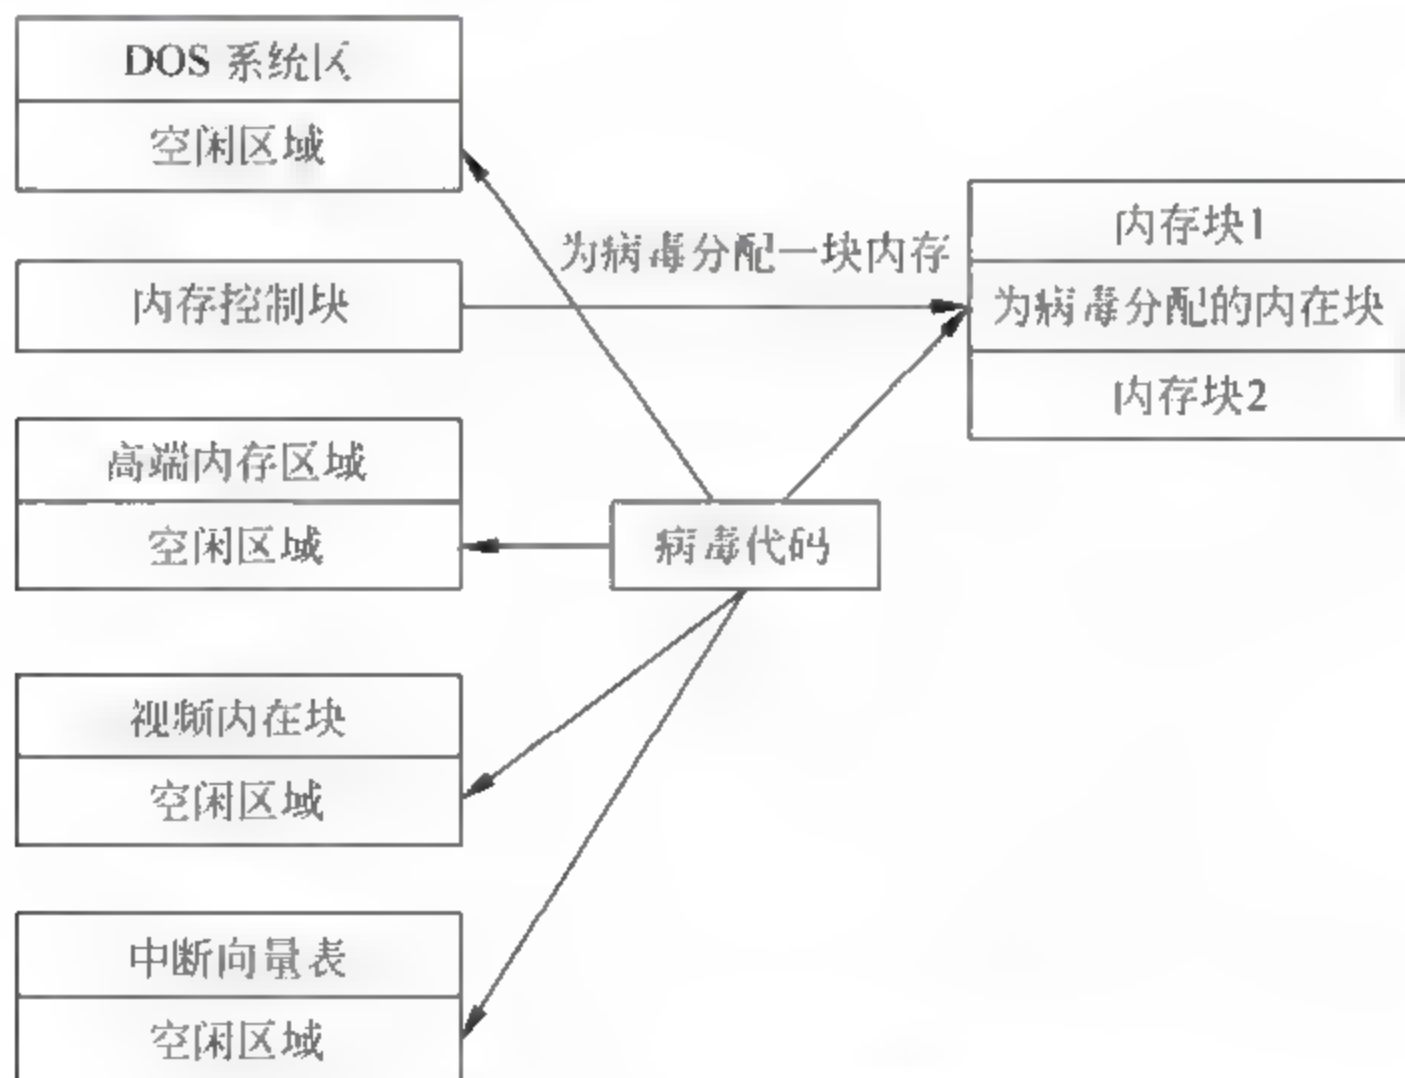 DOS 系统区
空闲区域
为病毒分配一块内存
内存控制块
内存块1
为病毒分配的内在块
内存块2
高端内存区域
空闲区域
病毒代码
视频内在块
空闲区域
中断向量表
空闲区域